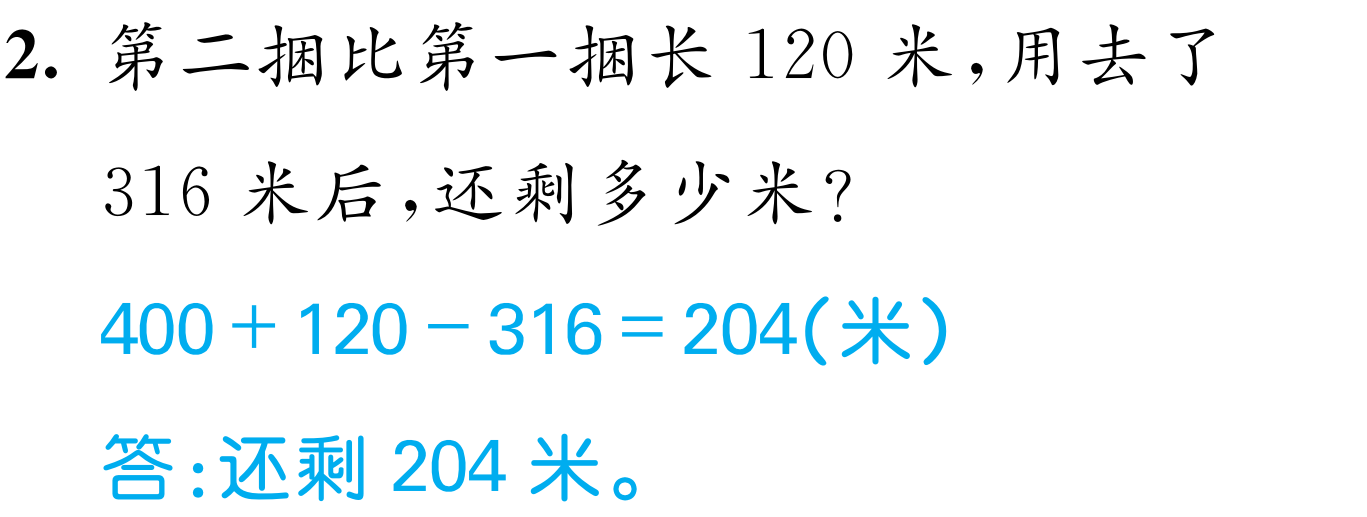 2. 第二捆比第一捆长 120 米,用去了
316 米后,还剩多少米?
400+120-316=204(米)
答:还剩 204 米。